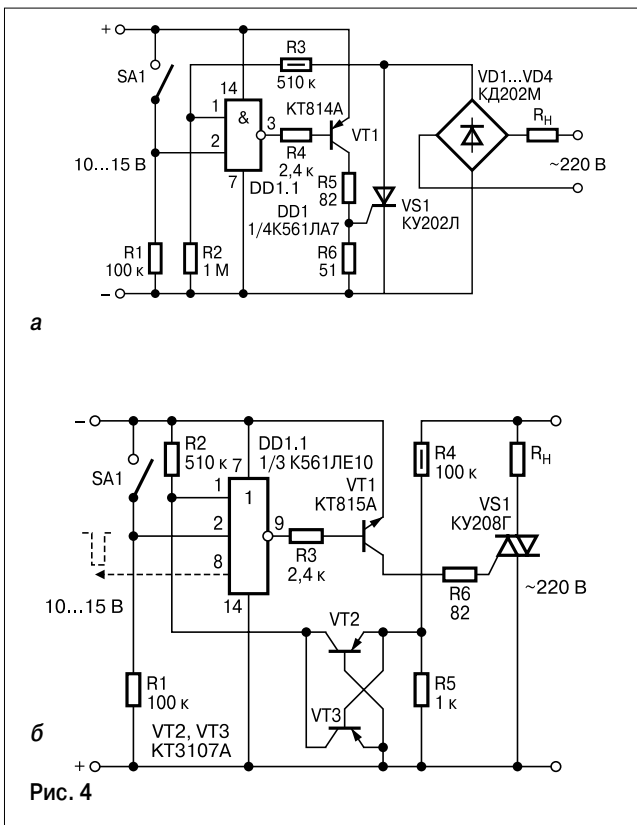 +
SA1
R3
510 к
VD1...VD4
КД202М
14
КТ814А
1
&
3
R4
2,4 к
VT1
Rн
2
10...15 В
7
DD1.1
R5
82
~220 В
DD1
1/4К561ЛА7
VS1
КУ202Л
R1
100 к
R2
1 М
R6
51
–
а
–
R2
510 к
DD1.1
1/3 К561ЛЕ10
7
R4
100 к
Rн
SA1
VT1
КТ815А
VS1
КУ208Г
1
1
2
9
8
R3
2,4 к
R6
82
10...15 В
14
~220 В
VT2
R1
100 к
R5
1 к
VT3
VT2, VT3
КТ3107А
б
+
Рис. 4